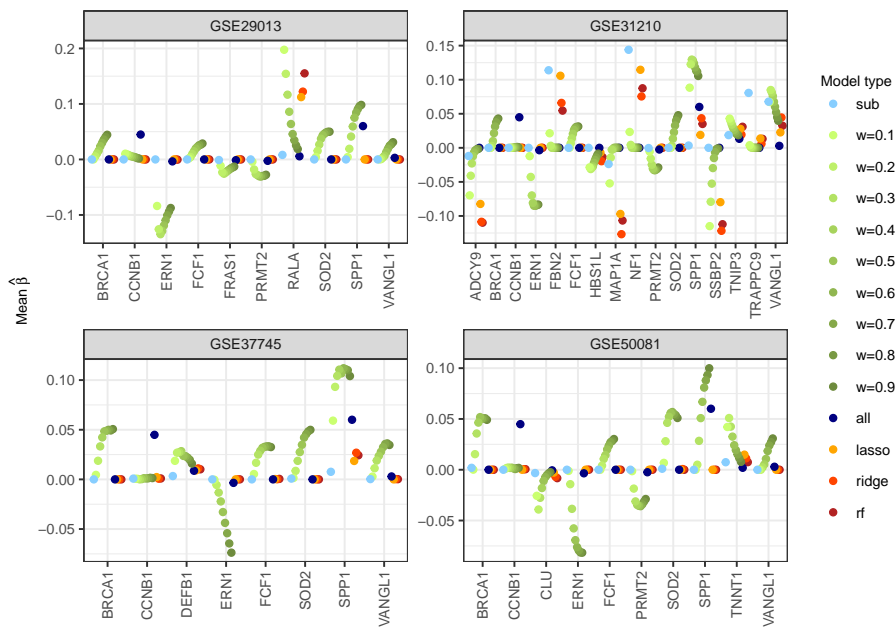 GSE29013
GSE31210
Mean β̂
0.2
0.1
0.0
−0.1
BRCA1
CCNB1
ERN1
FCF1
FRAS1
PRMT2
RALA
SOD2
SPP1
VANGL1
0.15
0.10
0.05
0.00
−0.05
−0.10
ADCY9
BRCA1
CCNB1
ERN1
FBN2
FCF1
HBS1L
MAP1A
NF1
PRMT2
SOD2
SPP1
SSBP2
TNIP3
TRAPPC9
VANGL1
GSE37745
GSE50081
0.10
0.05
0.00
−0.05
BRCA1
CCNB1
DEFB1
ERN1
FCF1
SOD2
SPP1
VANGL1
0.10
0.05
0.00
−0.05
BRCA1
CCNB1
CLU
ERN1
FCF1
PRMT2
SOD2
SPP1
TNNT1
VANGL1
Model type
sub
w=0.1
w=0.2
w=0.3
w=0.4
w=0.5
w=0.6
w=0.7
w=0.8
w=0.9
all
lasso
ridge
rf